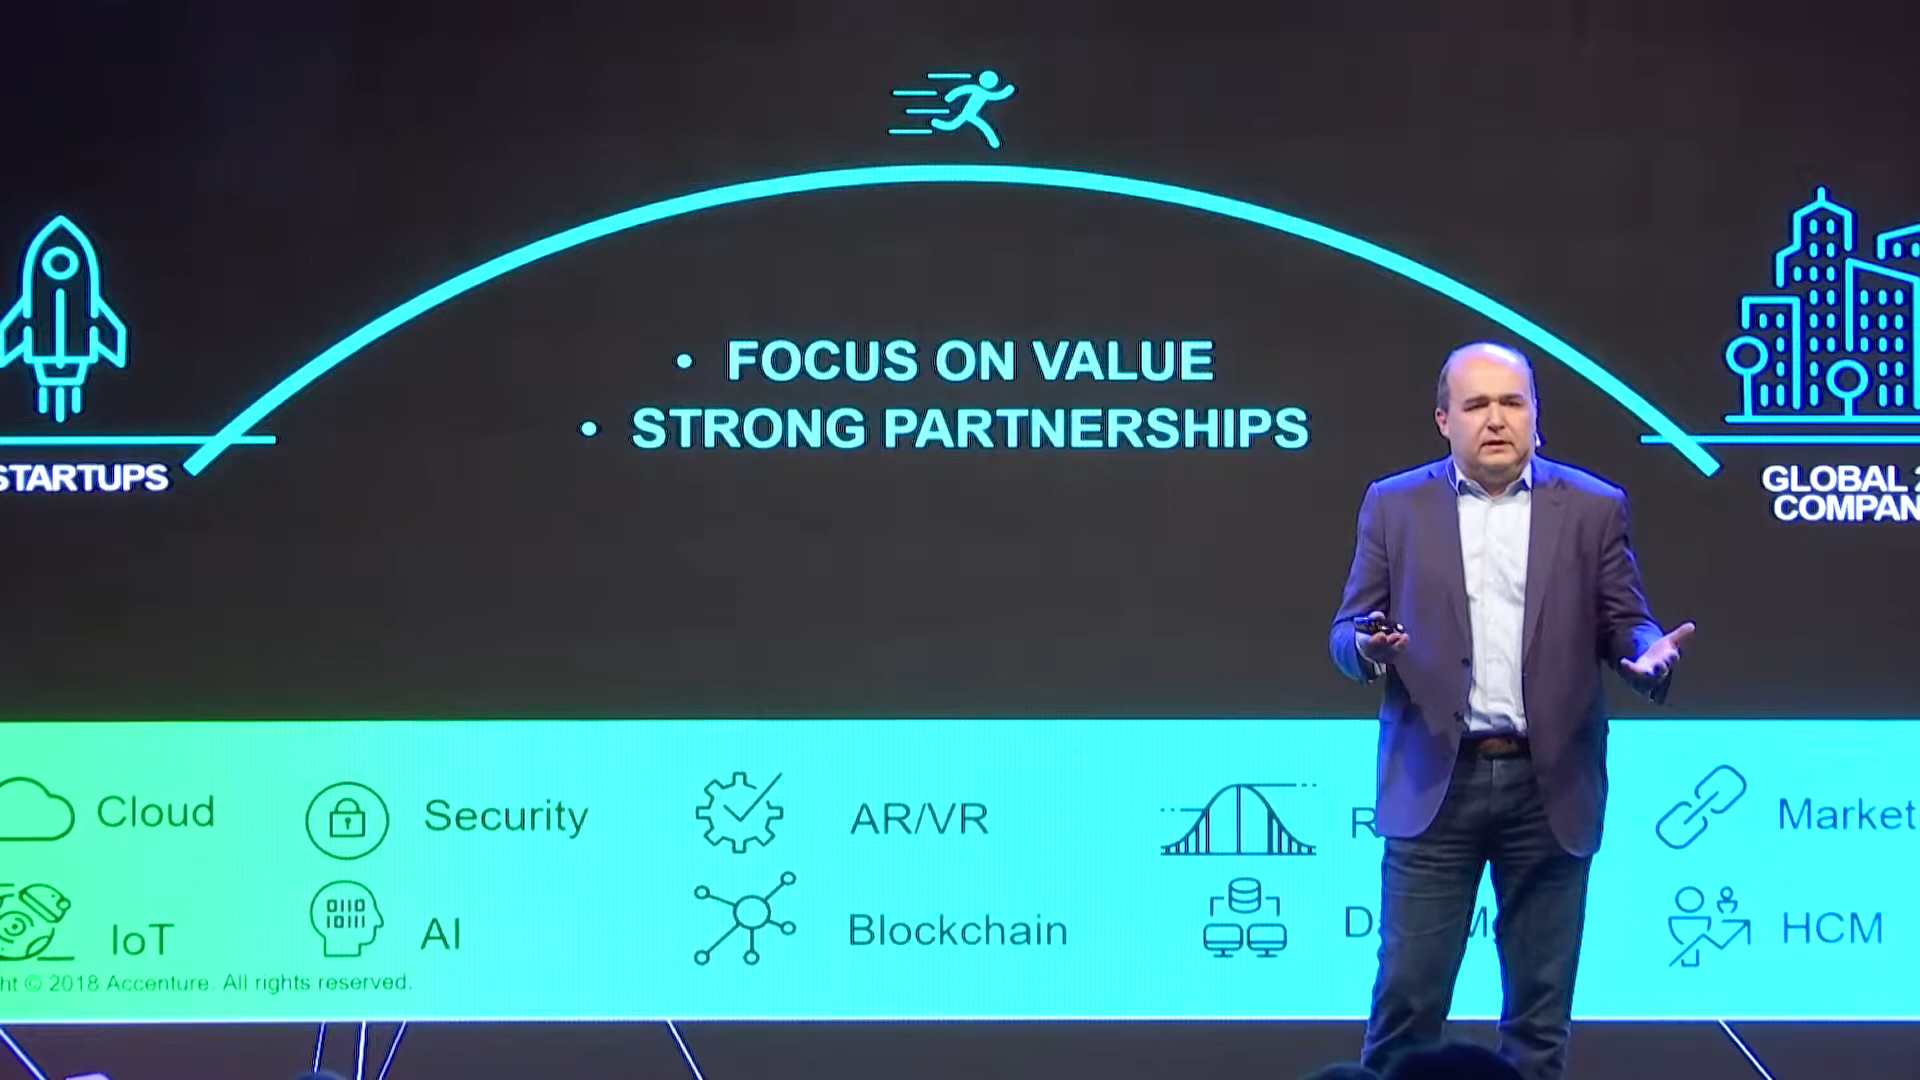 • FOCUS ON VALUE
• STRONG PARTNERSHIPS
STARTUPS
GLOBAL
Cloud
Security
AR/VR
Market
IoT
AI
Blockchain
HCM
© 2018 Accenture. All rights reserved.